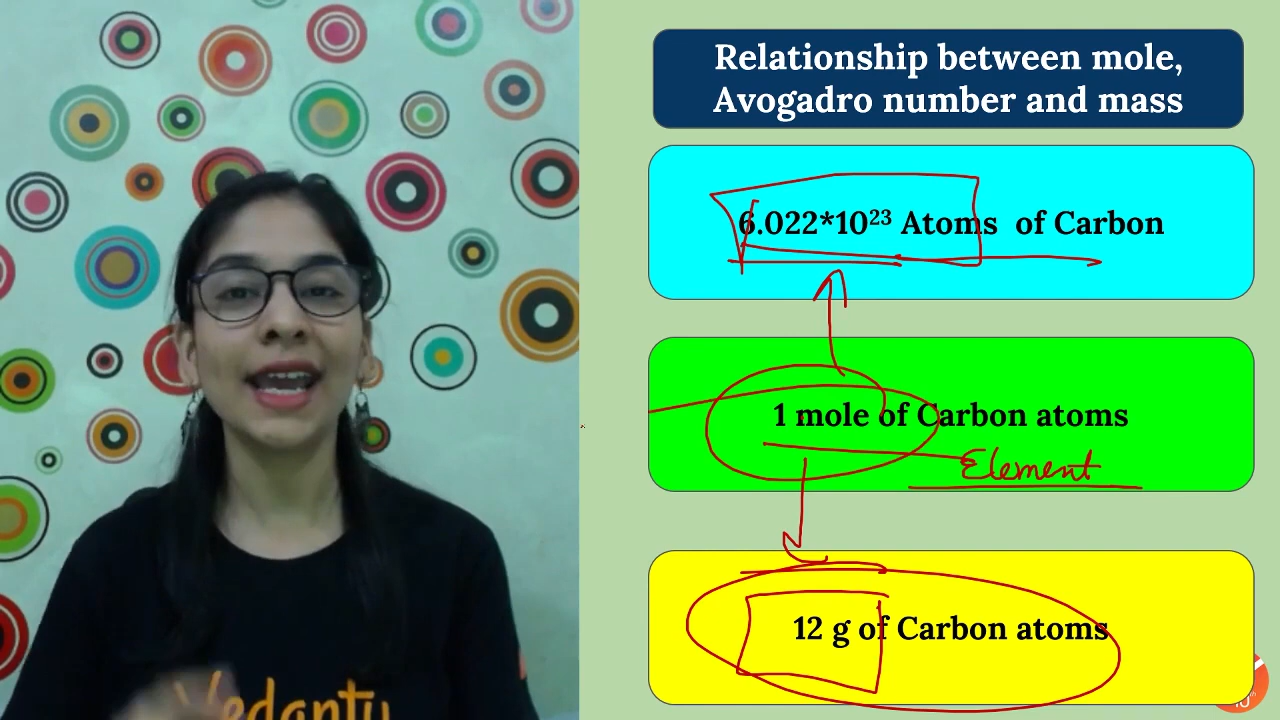 Relationship between mole,
Avogadro number and mass
6.022*10²³ Atoms of Carbon
1 mole of Carbon atoms
Element
12 g of Carbon atoms
Vedantu